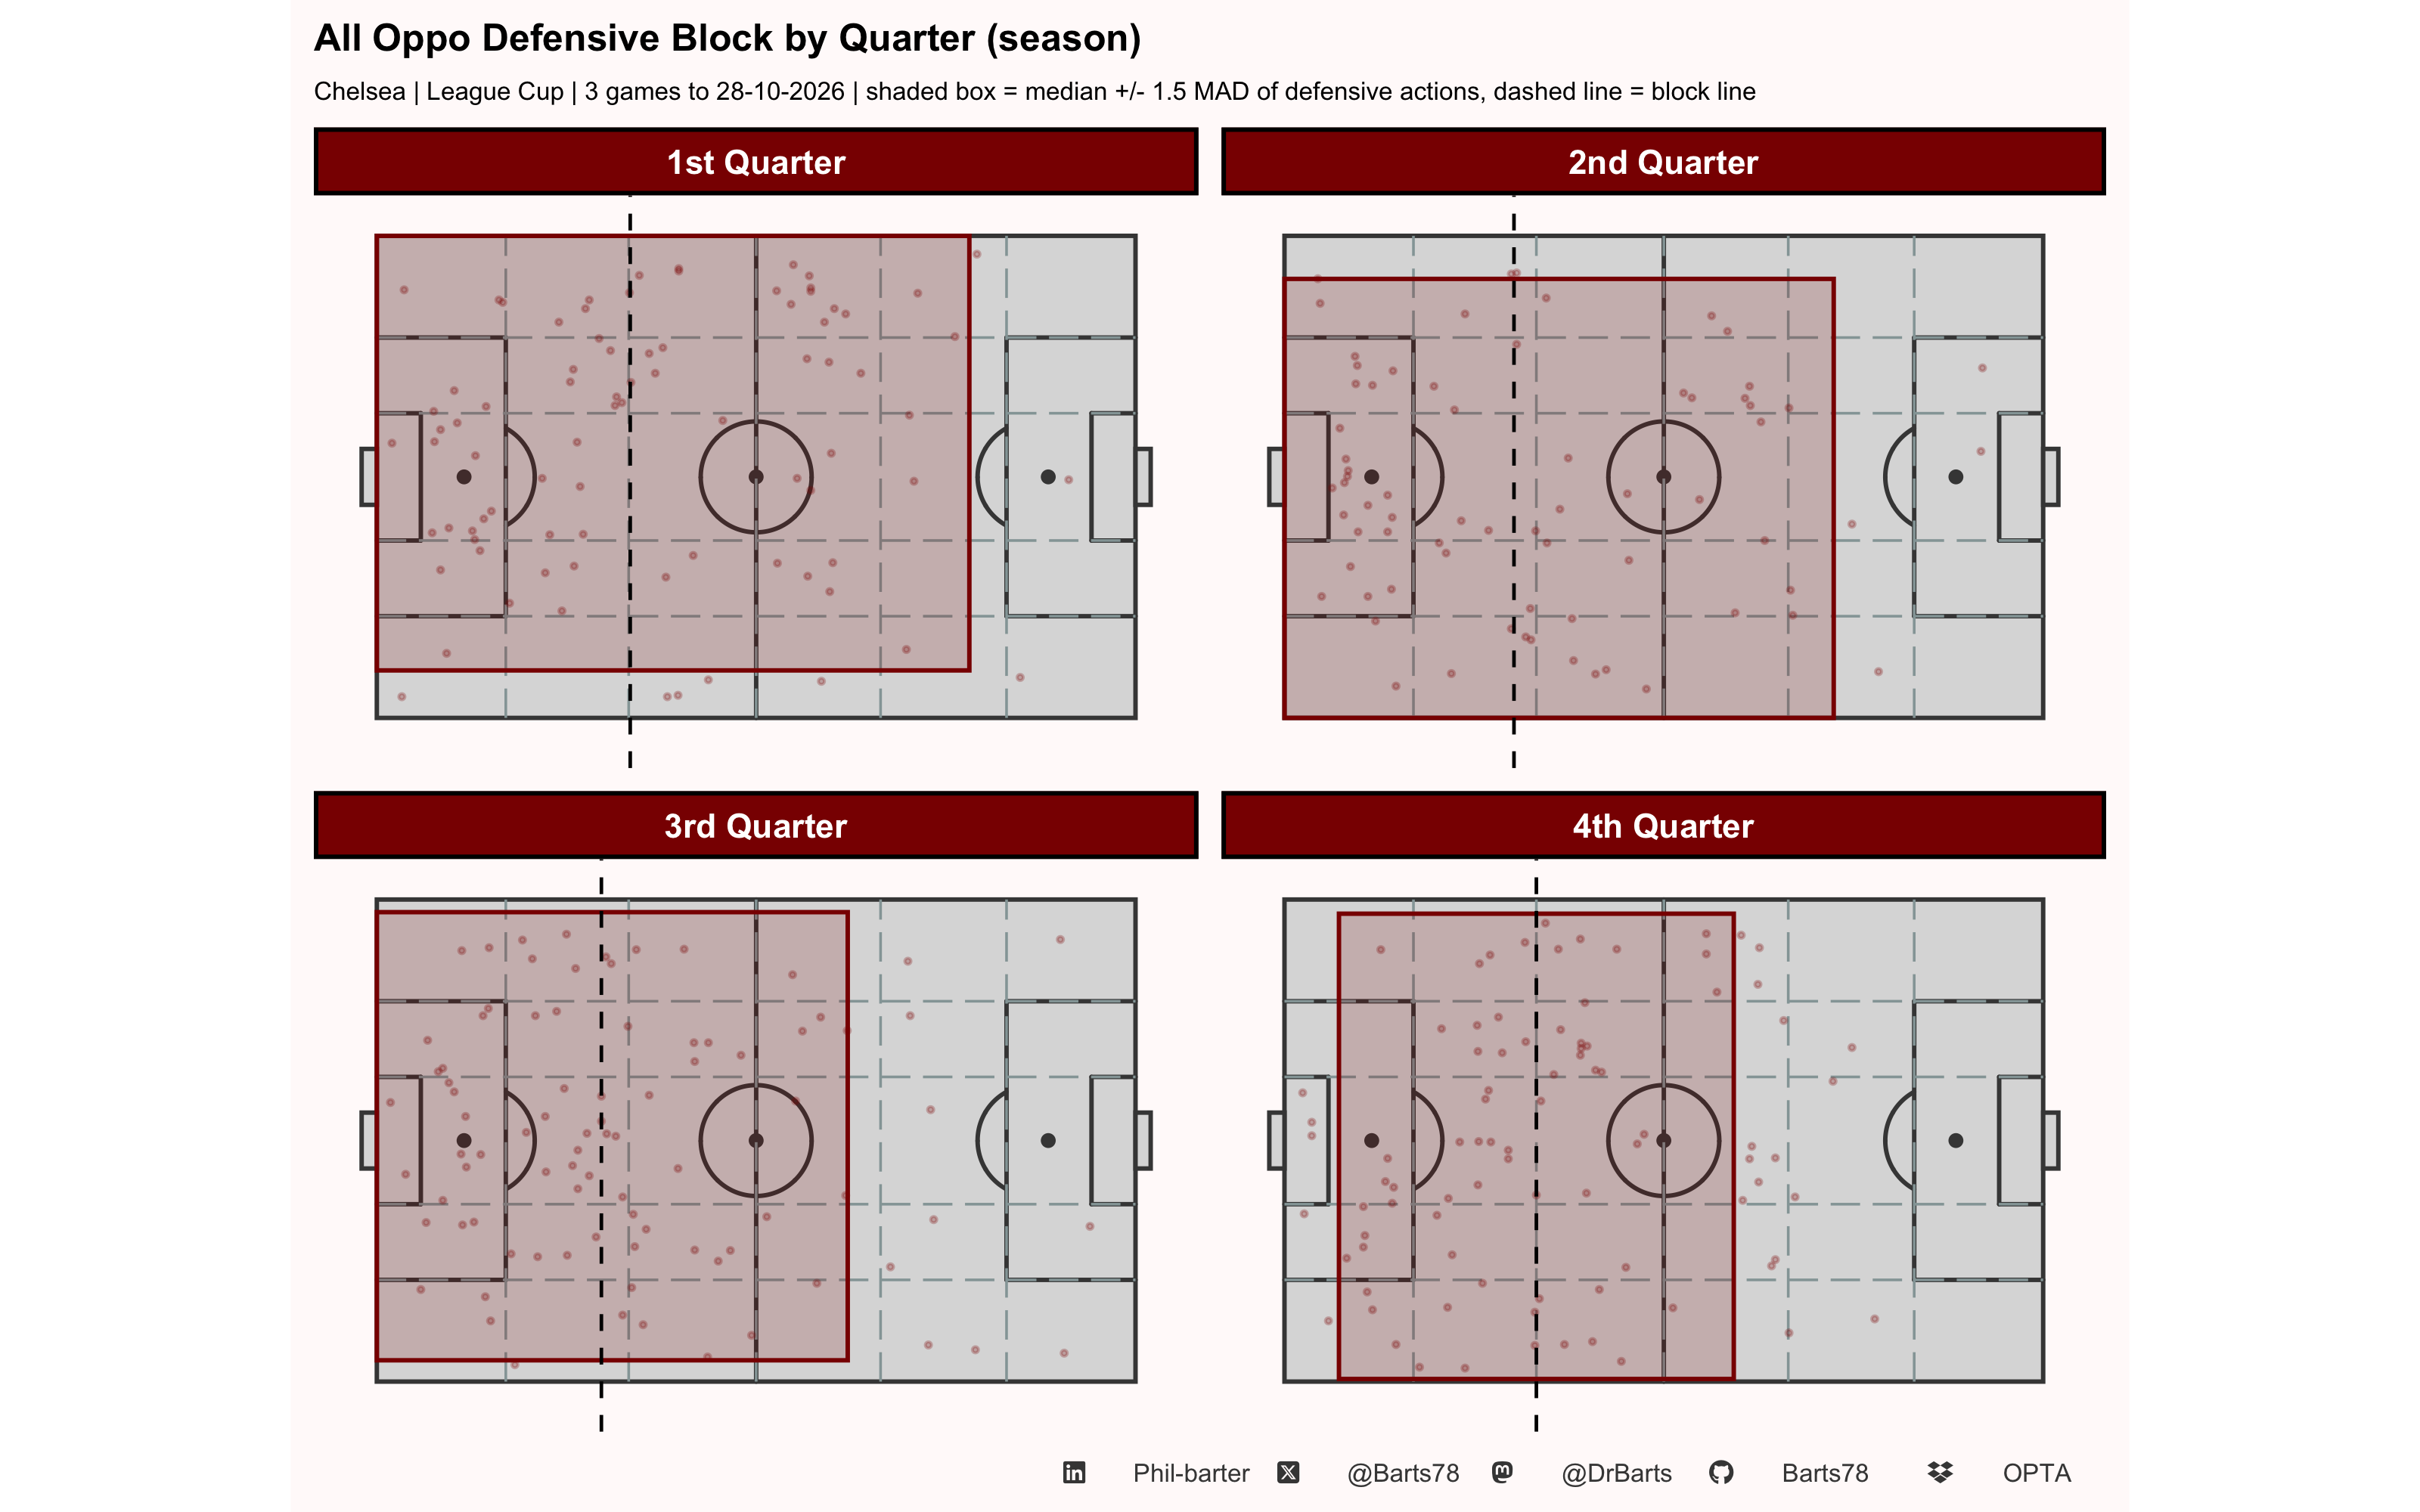 All Oppo Defensive Block by Quarter (season)
Chelsea | League Cup | 3 games to 28-10-2026 | shaded box = median +/- 1.5 MAD of defensive actions, dashed line = block line
1st Quarter
2nd Quarter
3rd Quarter
4th Quarter
Phil-barter @Barts78 @DrBarts Barts78 OPTA